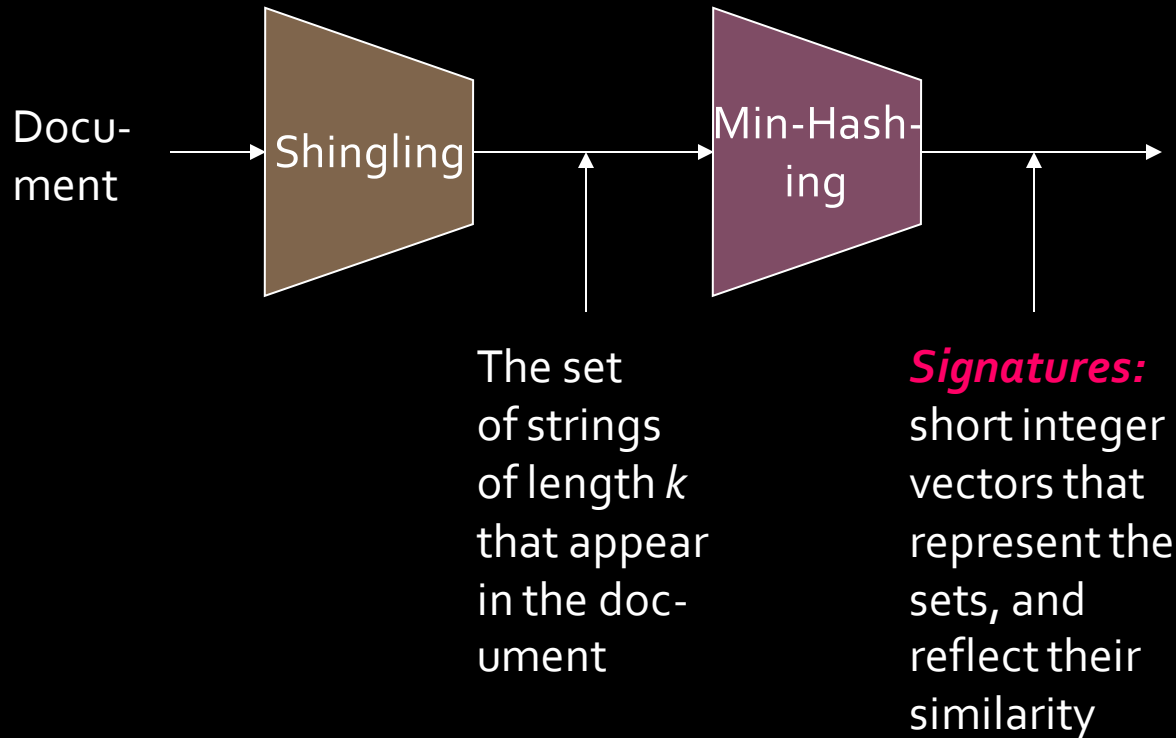 Docu-
ment
Shingling
Min-Hash-
ing
The set
of strings
of length k
that appear
in the doc-
ument
Signatures:
short integer
vectors that
represent the
sets, and
reflect their
similarity